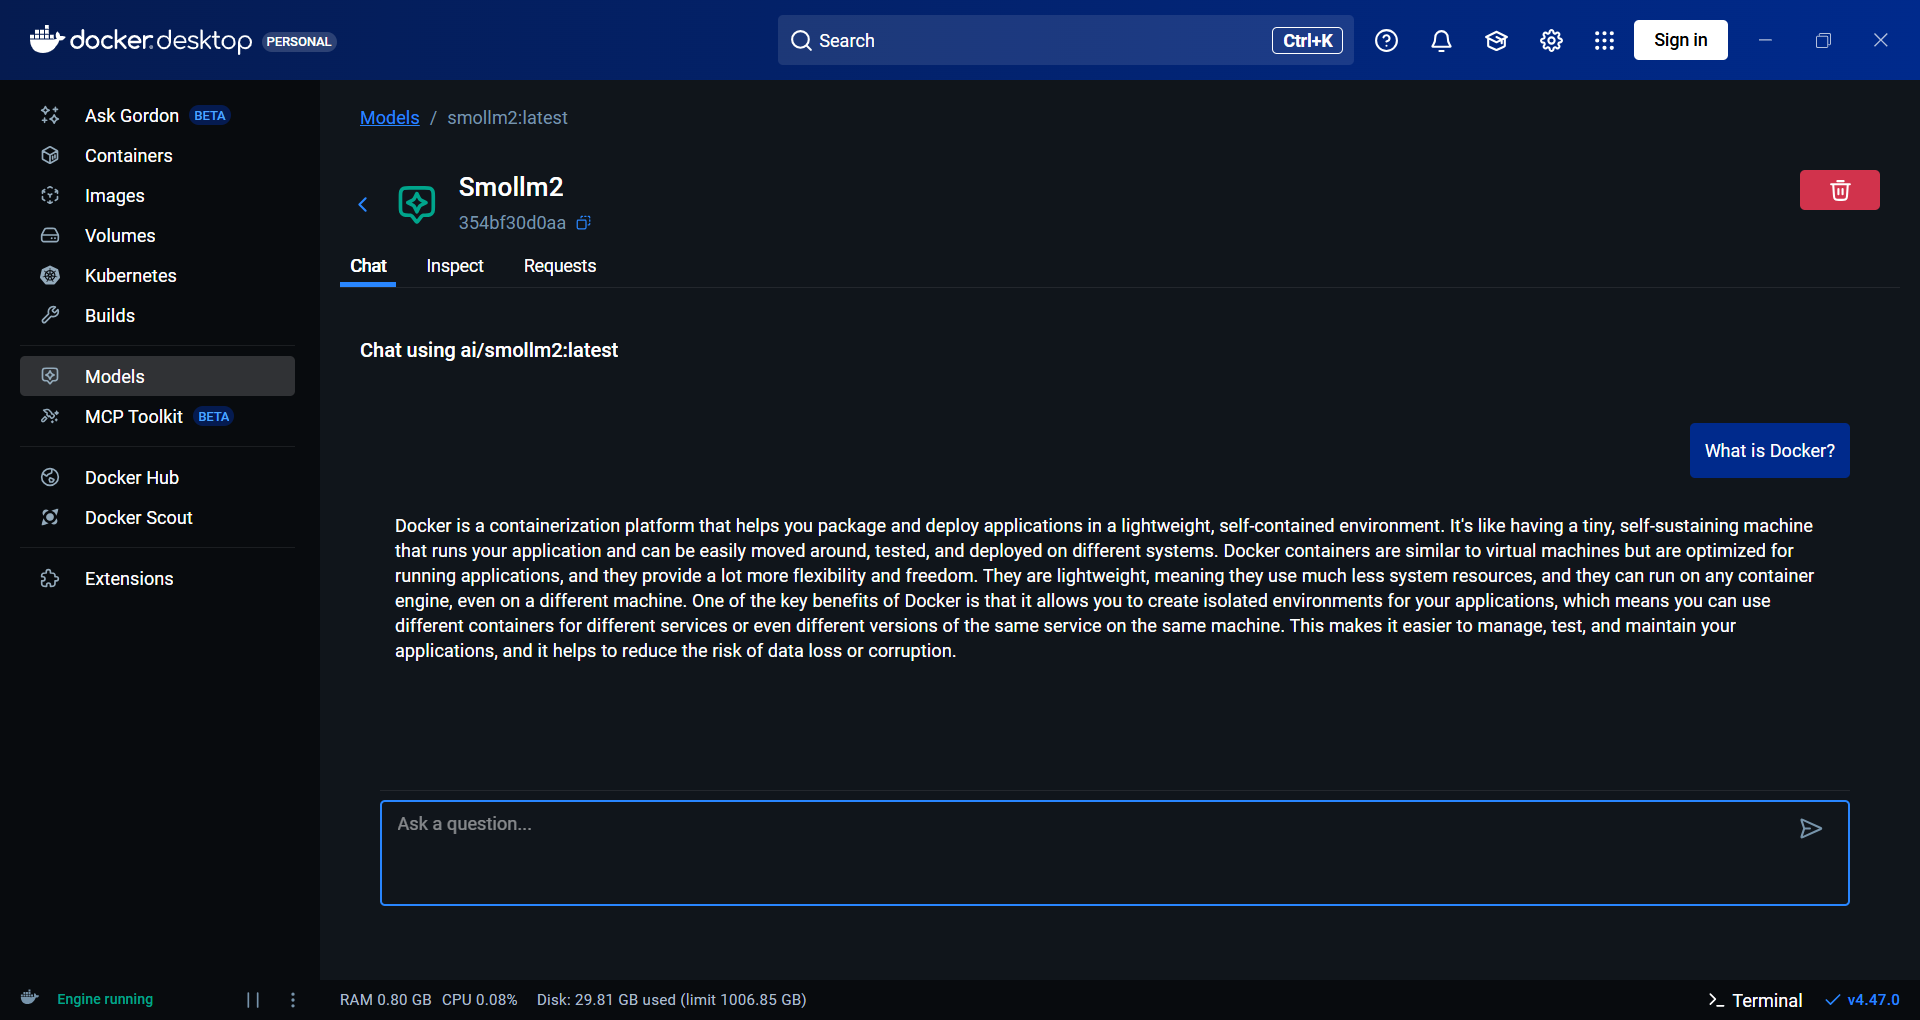 docker.desktop PERSONAL
Search Ctrl+K
Sign in
Ask Gordon BETA
Containers
Images
Volumes
Kubernetes
Builds
Models
MCP Toolkit BETA
Docker Hub
Docker Scout
Extensions
Models / smollm2:latest
Smollm2
354bf30d0aa
Chat Inspect Requests
Chat using ai/smollm2:latest
What is Docker?
Docker is a containerization platform that helps you package and deploy applications in a lightweight, self-contained environment. It's like having a tiny, self-sustaining machine
that runs your application and can be easily moved around, tested, and deployed on different systems. Docker containers are similar to virtual machines but are optimized for
running applications, and they provide a lot more flexibility and freedom. They are lightweight, meaning they use much less system resources, and they can run on any container
engine, even on a different machine. One of the key benefits of Docker is that it allows you to create isolated environments for your applications, which means you can use
different containers for different services or even different versions of the same service on the same machine. This makes it easier to manage, test, and maintain your
applications, and it helps to reduce the risk of data loss or corruption.
Ask a question...
Engine running
RAM 0.80 GB CPU 0.08% Disk: 29.81 GB used (limit 1006.85 GB)
>_ Terminal
v4.47.0